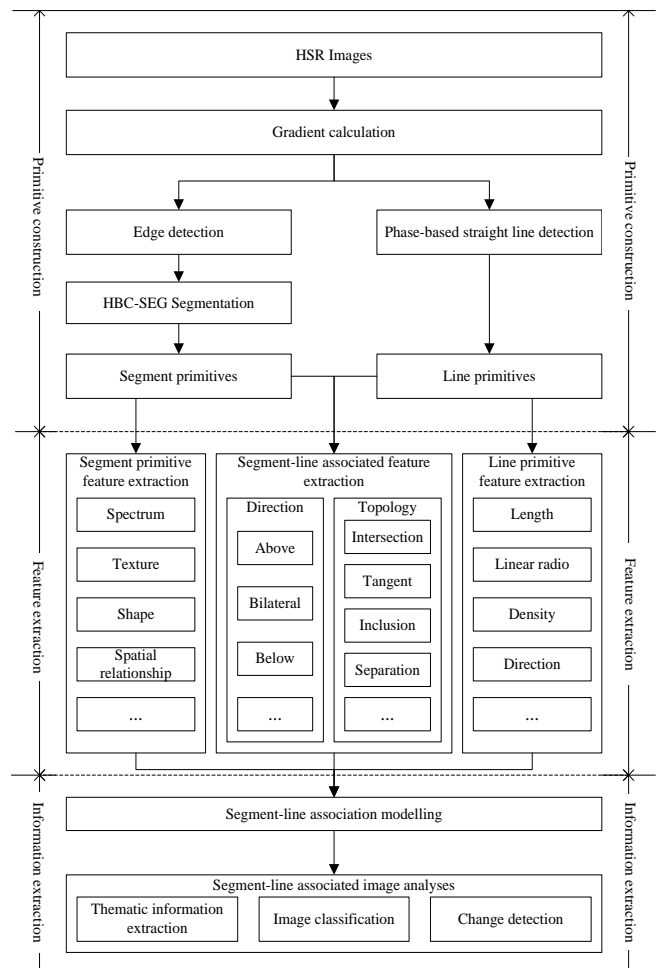 HSR Images
Gradient calculation
Edge detection
Phase-based straight line detection
HBC-SEG Segmentation
Segment primitives
Line primitives
Primitive construction
Primitive construction
Segment primitive
feature extraction
Spectrum
Texture
Shape
Spatial
relationship
...
Segment-line associated feature
extraction
Direction
Above
Bilateral
Below
...
Topology
Intersection
Tangent
Inclusion
Separation
...
Line primitive
feature extraction
Length
Linear radio
Density
Direction
...
Feature extraction
Feature extraction
Segment-line association modelling
Segment-line associated image analyses
Thematic information
extraction
Image classification
Change detection
Information extraction
Information extraction